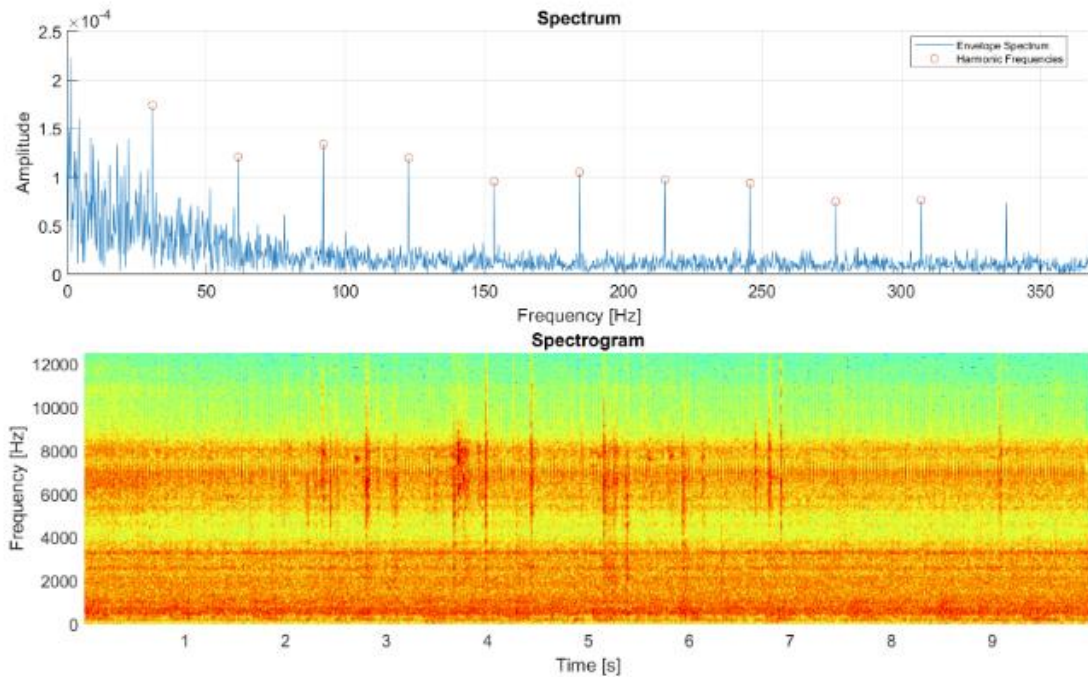 Spectrum
×10⁻⁴
2.5
2
1.5
1
0.5
0
Amplitude
Envelope Spectrum
Harmonic Frequencies
0 50 100 150 200 250 300 350
Frequency [Hz]
Spectrogram
12000
10000
8000
6000
4000
2000
0
Frequency [Hz]
1 2 3 4 5 6 7 8 9
Time [s]